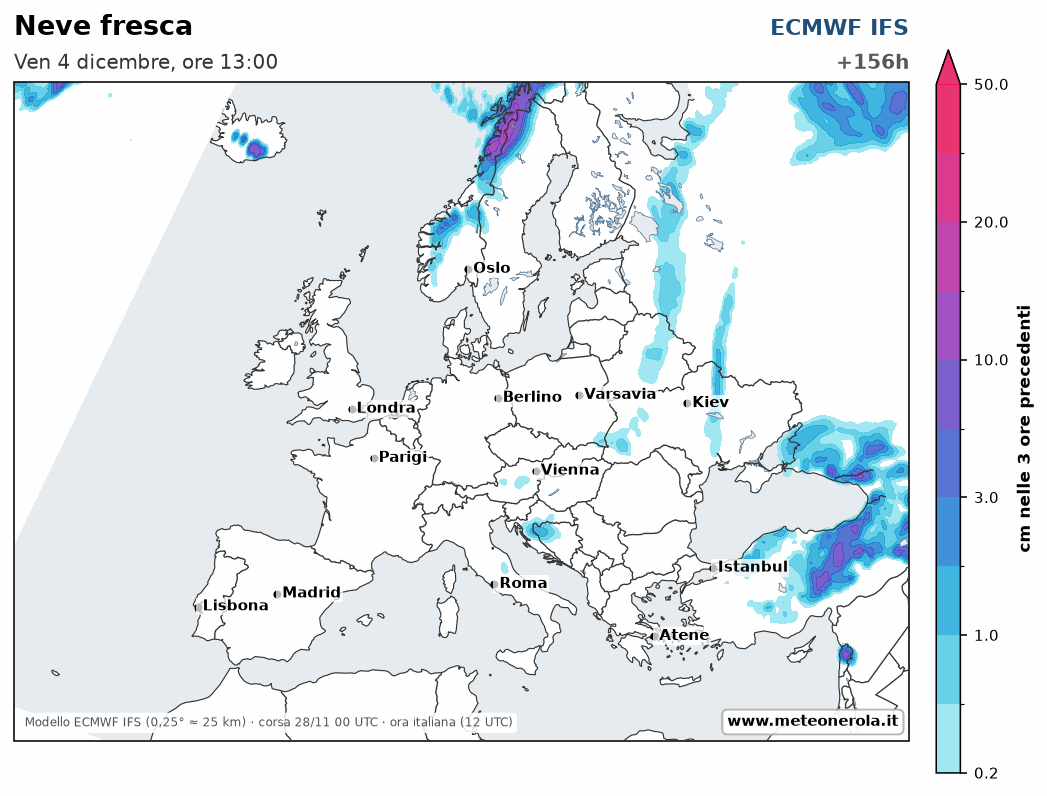 Neve fresca
ECMWF IFS
Ven 4 dicembre, ore 13:00
+156h
50.0
20.0
10.0
3.0
1.0
0.2
cm nelle 3 ore precedenti
Oslo
Berlino
Varsavia
Londra
Kiev
Parigi
Vienna
Istanbul
Roma
Madrid
Lisbona
Atene
Modello ECMWF IFS (0,25° ≈ 25 km) · corsa 28/11 00 UTC · ora italiana (12 UTC)
www.meteonerola.it